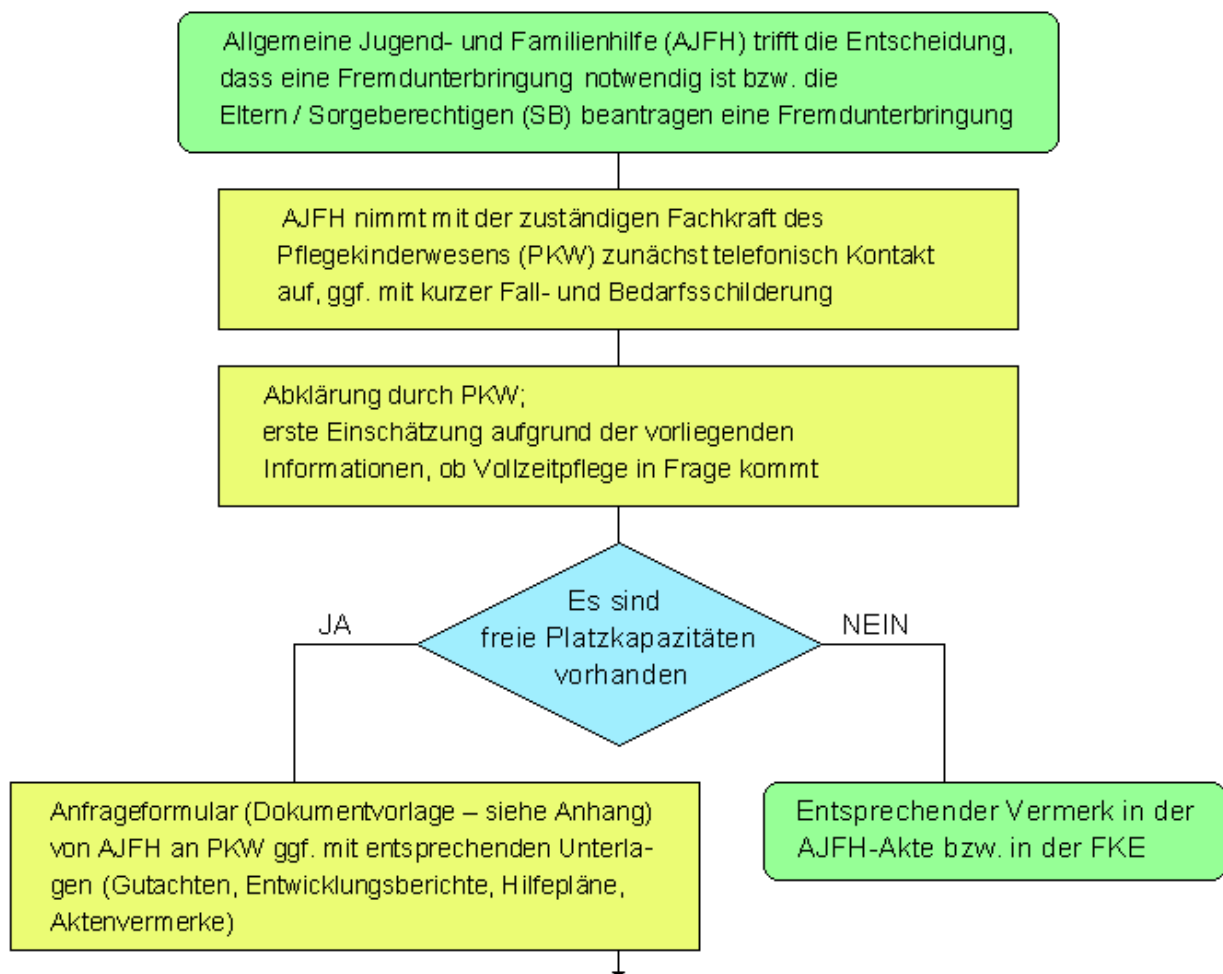 Allgemeine Jugend- und Familienhilfe (AJFH) trifft die Entscheidung,
dass eine Fremdunterbringung notwendig ist bzw. die
Eltern / Sorgeberechtigen (SB) beantragen eine Fremdunterbringung
AJFH nimmt mit der zuständigen Fachkraft des
Pflegekinderwesens (PKW) zunächst telefonisch Kontakt
auf, ggf. mit kurzer Fall- und Bedarfsschilderung
Abklärung durch PKW;
erste Einschätzung aufgrund der vorliegenden
Informationen, ob Vollzeitpflege in Frage kommt
Es sind
freie Platzkapazitäten
vorhanden
JA
NEIN
Anfrageformular (Dokumentvorlage – siehe Anhang)
von AJFH an PKW ggf. mit entsprechenden Unterla-
gen (Gutachten, Entwicklungsberichte, Hilfepläne,
Aktenvermerke)
Entsprechender Vermerk in der
AJFH-Akte bzw. in der FKE